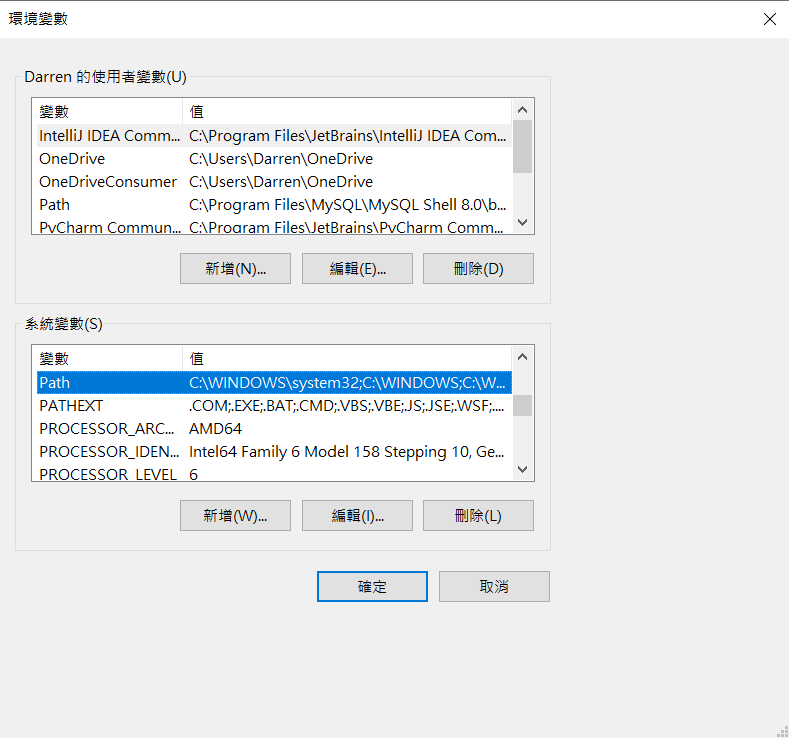 環境變數
Darren 的使用者變數(U)
變數 值
IntelliJ IDEA Comm... C:\Program Files\JetBrains\IntelliJ IDEA Com...
OneDrive C:\Users\Darren\OneDrive
OneDriveConsumer C:\Users\Darren\OneDrive
Path C:\Program Files\MySQL\MySQL Shell 8.0\b...
PyCharm Commun... C:\Program Files\JetBrains\PyCharm Comm...
新增(N)... 編輯(E)... 刪除(D)
系統變數(S)
變數 值
Path C:\WINDOWS\system32;C:\WINDOWS;C:\W...
PATHEXT .COM;.EXE;.BAT;.CMD;.VBS;.VBE;.JS;.JSE;.WSF;....
PROCESSOR_ARC... AMD64
PROCESSOR_IDEN... Intel64 Family 6 Model 158 Stepping 10, Ge...
PROCESSOR_LEVEL 6
新增(W)... 編輯(I)... 刪除(L)
確定 取消